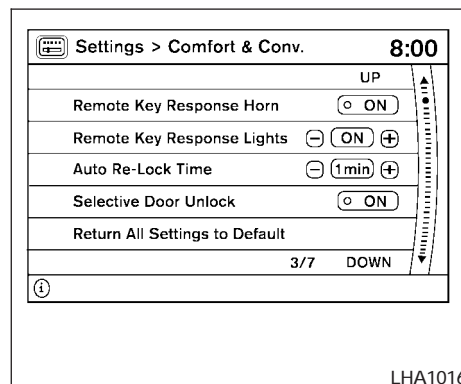 Settings > Comfort & Conv. 8:00
UP
Remote Key Response Horn ON
Remote Key Response Lights − ON +
Auto Re-Lock Time − 1min +
Selective Door Unlock ON
Return All Settings to Default
3/7 DOWN
i
LHA1016